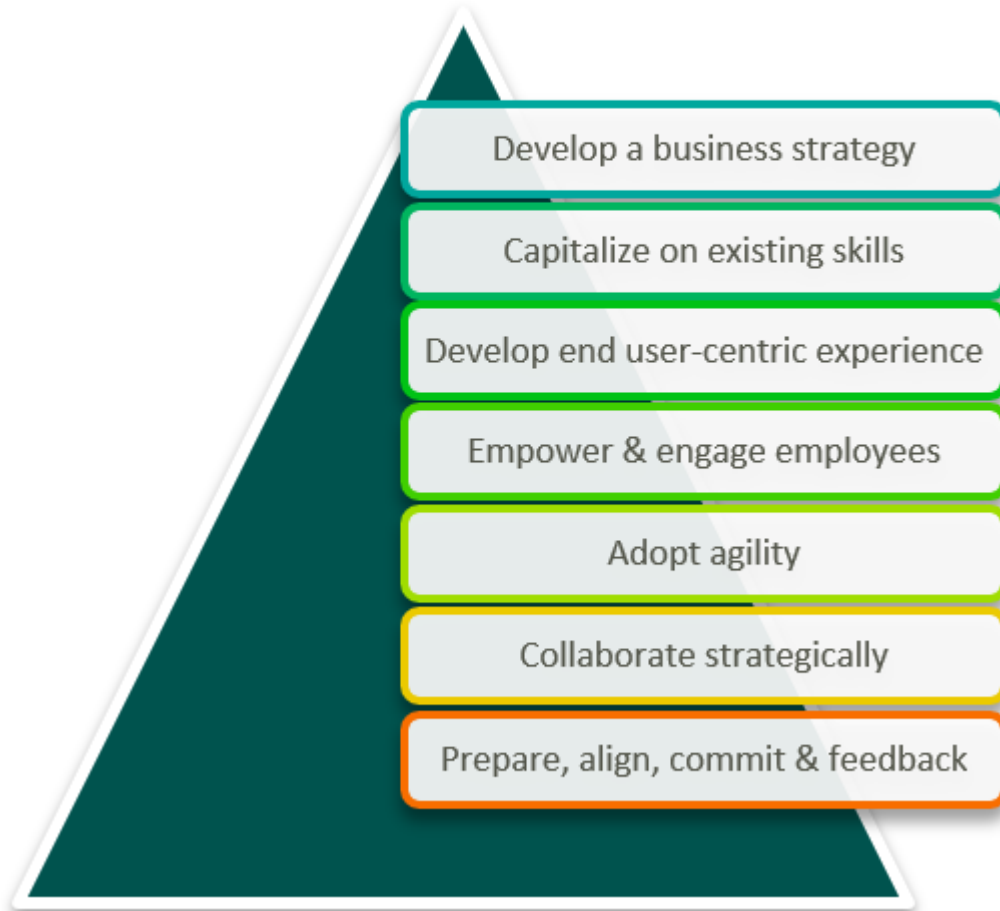 Develop a business strategy
Capitalize on existing skills
Develop end user-centric experience
Empower & engage employees
Adopt agility
Collaborate strategically
Prepare, align, commit & feedback